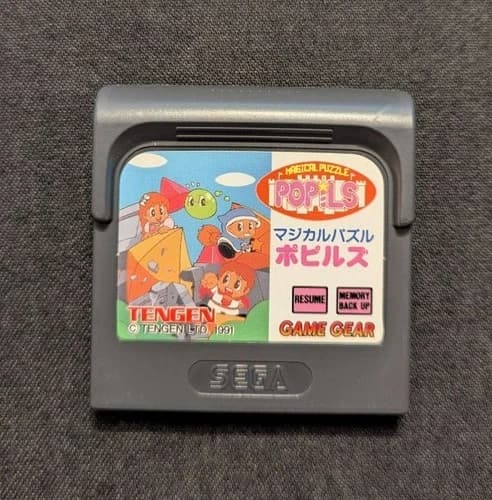 MAGICAL PUZZLE
POPILS
マジカルパズル
ポピルズ
RESUME
MEMORY
BACK UP
TENGEN
© TENGEN LTD, 1991
GAME GEAR
SEGA